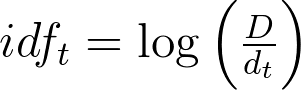 idf_t = log(D/d_t)